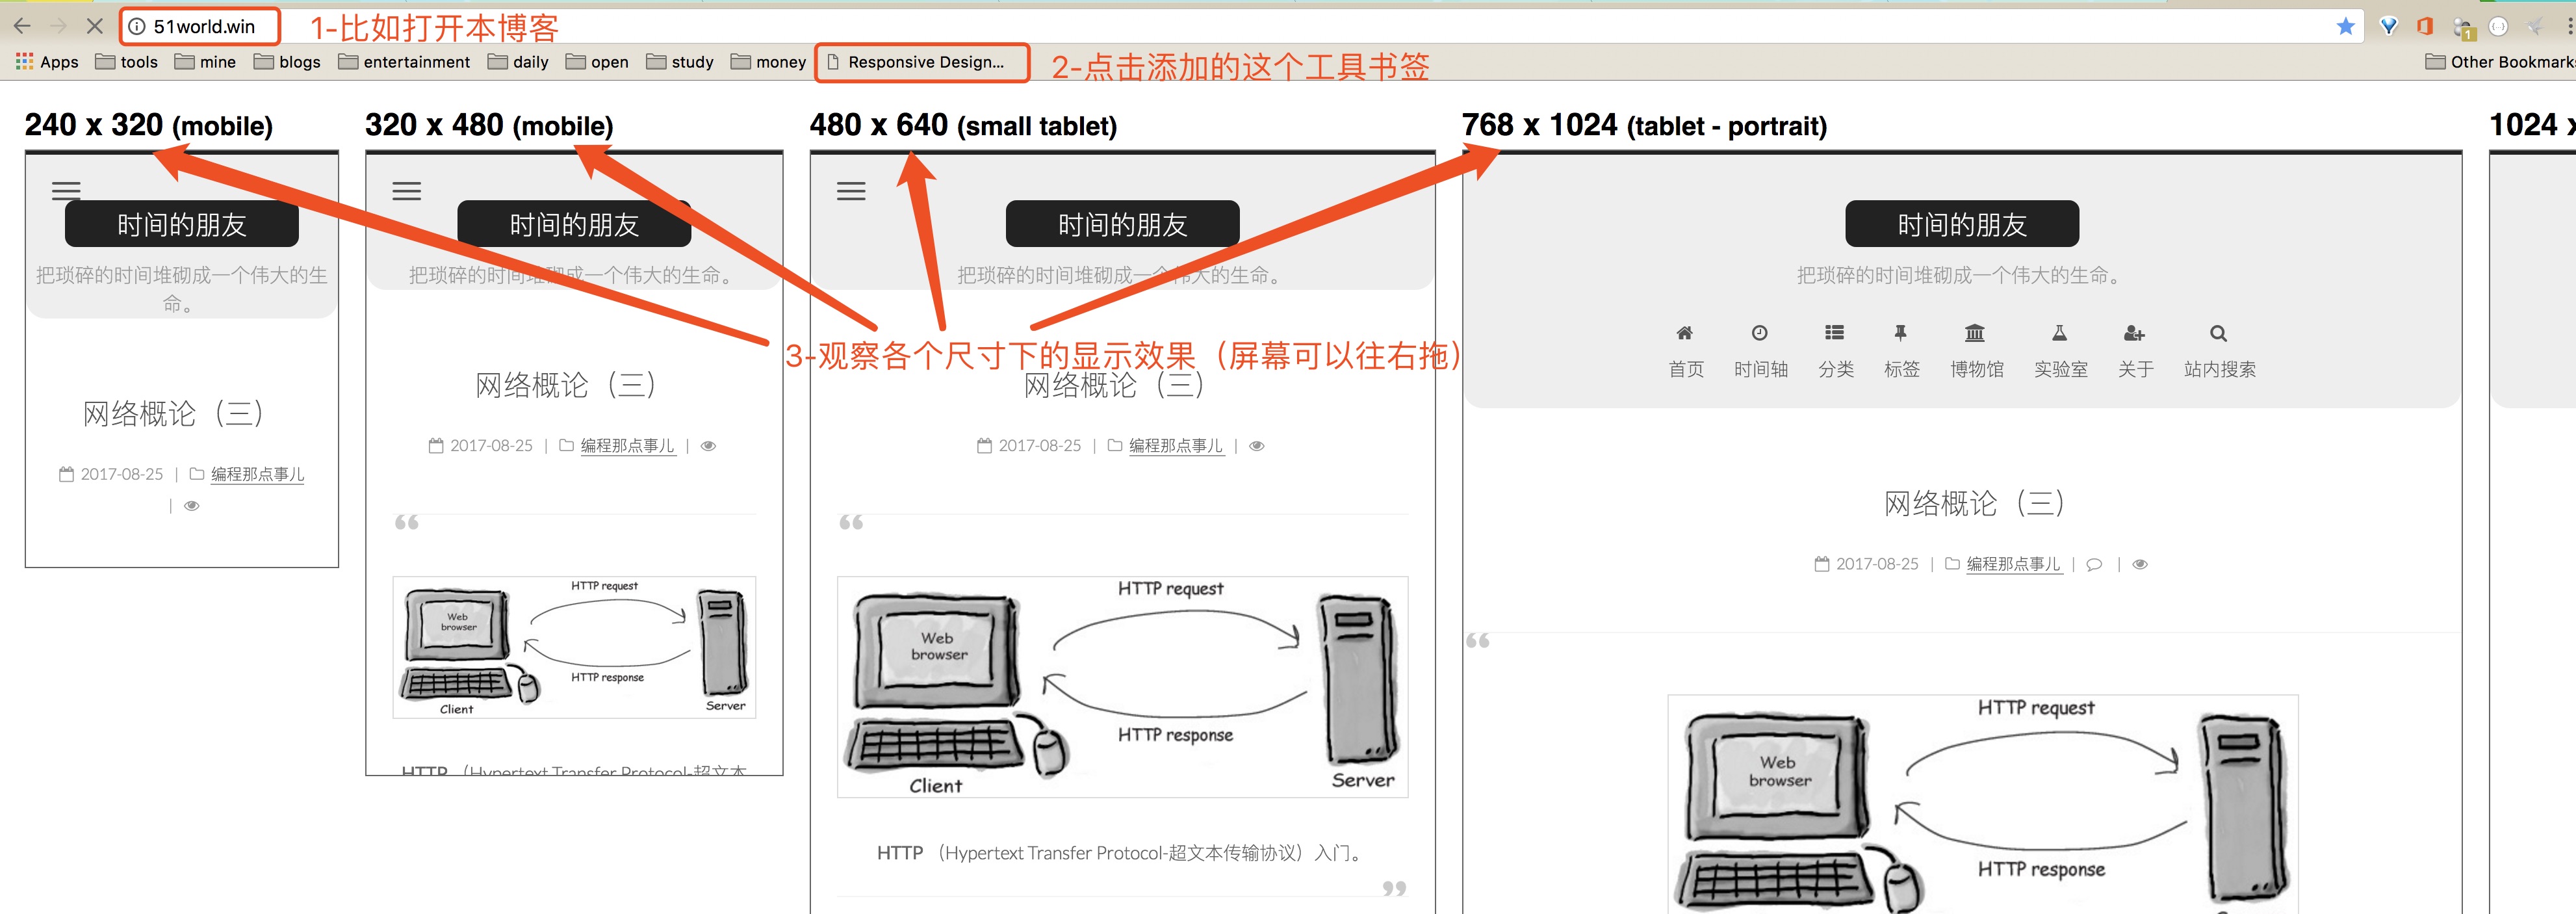 51world.win
1-比如打开本博客
1
Apps
tools
mine
blogs
entertainment
daily
open
study
money
Responsive Design...
2-点击添加的这个工具书签
Other Bookmark
240 x 320 (mobile)
时间的朋友
把琐碎的时间堆砌成一个伟大的生
命。
网络概论（三）
2017-08-25 | 编程那点事儿
|
320 x 480 (mobile)
时间的朋友
把琐碎的时间堆砌成一个伟大的生命。
网络概论（三）
2017-08-25 | 编程那点事儿 |
“
HTTP request
Web
browser
HTTP response
Client
Server
HTTP （Hypertext Transfer Protocol-超文本
480 x 640 (small tablet)
时间的朋友
把琐碎的时间堆砌成一个伟大的生命。
3-观察各个尺寸下的显示效果（屏幕可以往右拖）
网络概论（三）
2017-08-25 | 编程那点事儿 |
“
HTTP request
Web
browser
HTTP response
Client
Server
HTTP （Hypertext Transfer Protocol-超文本传输协议）入门。
”
768 x 1024 (tablet - portrait)
时间的朋友
把琐碎的时间堆砌成一个伟大的生命。
首页 时间轴 分类 标签 博物馆 实验室 关于 站内搜索
网络概论（三）
2017-08-25 | 编程那点事儿 | |
“
HTTP request
Web
browser
HTTP response
1024 x